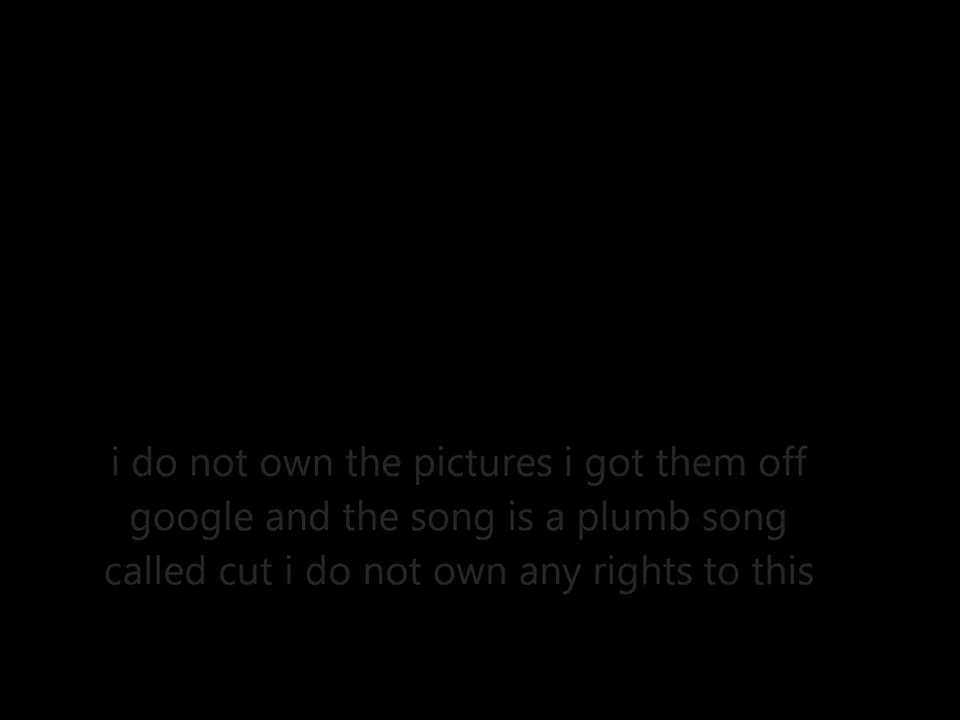 i do not own the pictures i got them off
google and the song is a plumb song
called cut i do not own any rights to this